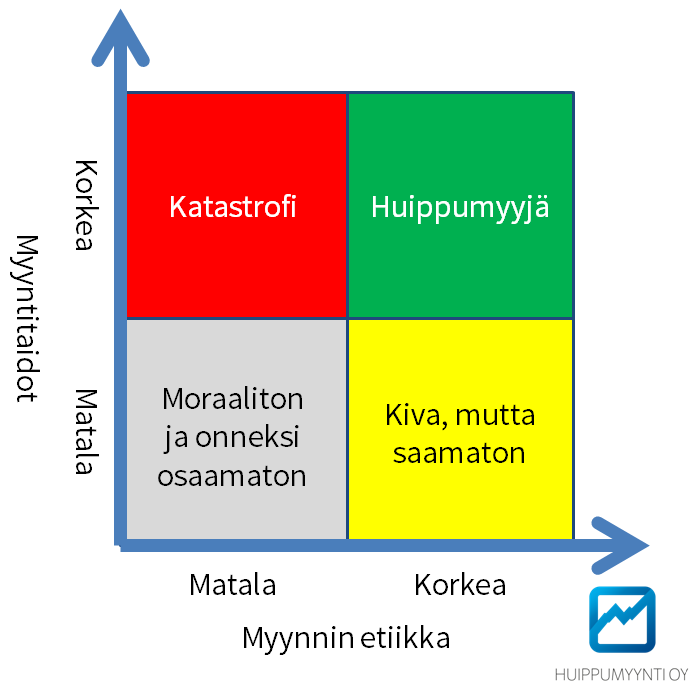 Myyntitaidot
Korkea
Matala
Katastrofi
Huippumyyjä
Moraaliton
ja onneksi
osaamaton
Kiva, mutta
saamaton
Matala
Korkea
Myynnin etiikka
HUIPPUMYYNTI OY